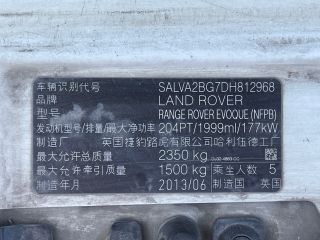 车辆识别代号 SALVA2BG7DH812968
品牌 LAND ROVER
型号 RANGE ROVER EVOQUE (NFPB)
发动机型号/排量/最大净功率 204PT/1999ml/177kW
制造厂 英国捷豹路虎有限公司哈利伍德工厂
最大允许总质量 2350 kg
最大允许牵引质量 1500 kg 乘坐人数 5
制造年月 2013/06 制造国 英国